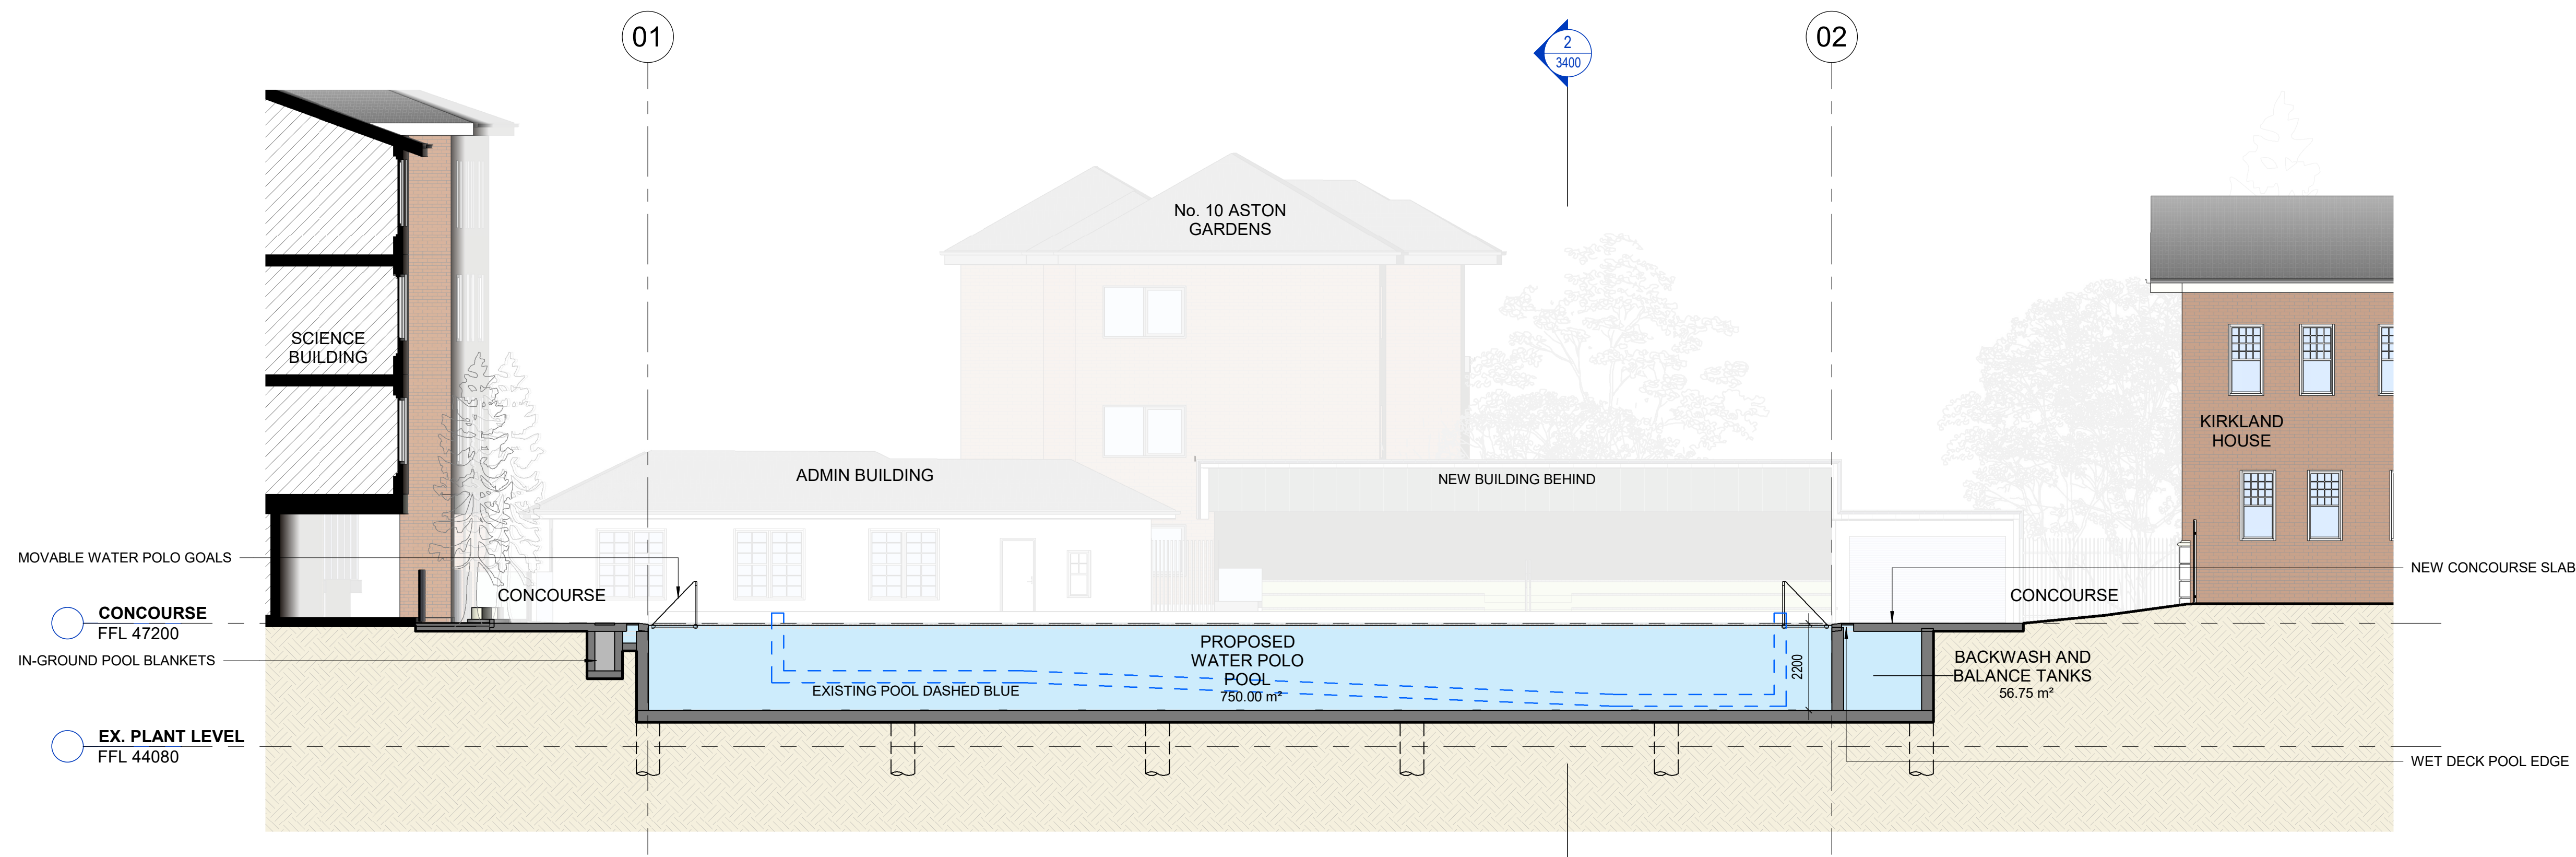 01
2
3400
02
No. 10 ASTON
GARDENS
SCIENCE
BUILDING
KIRKLAND
HOUSE
ADMIN BUILDING
NEW BUILDING BEHIND
MOVABLE WATER POLO GOALS
NEW CONCOURSE SLAB
CONCOURSE
CONCOURSE
CONCOURSE
FFL 47200
IN-GROUND POOL BLANKETS
PROPOSED
WATER POLO
POOL
750.00 m²
EXISTING POOL DASHED BLUE
2200
BACKWASH AND
BALANCE TANKS
56.75 m²
EX. PLANT LEVEL
FFL 44080
WET DECK POOL EDGE